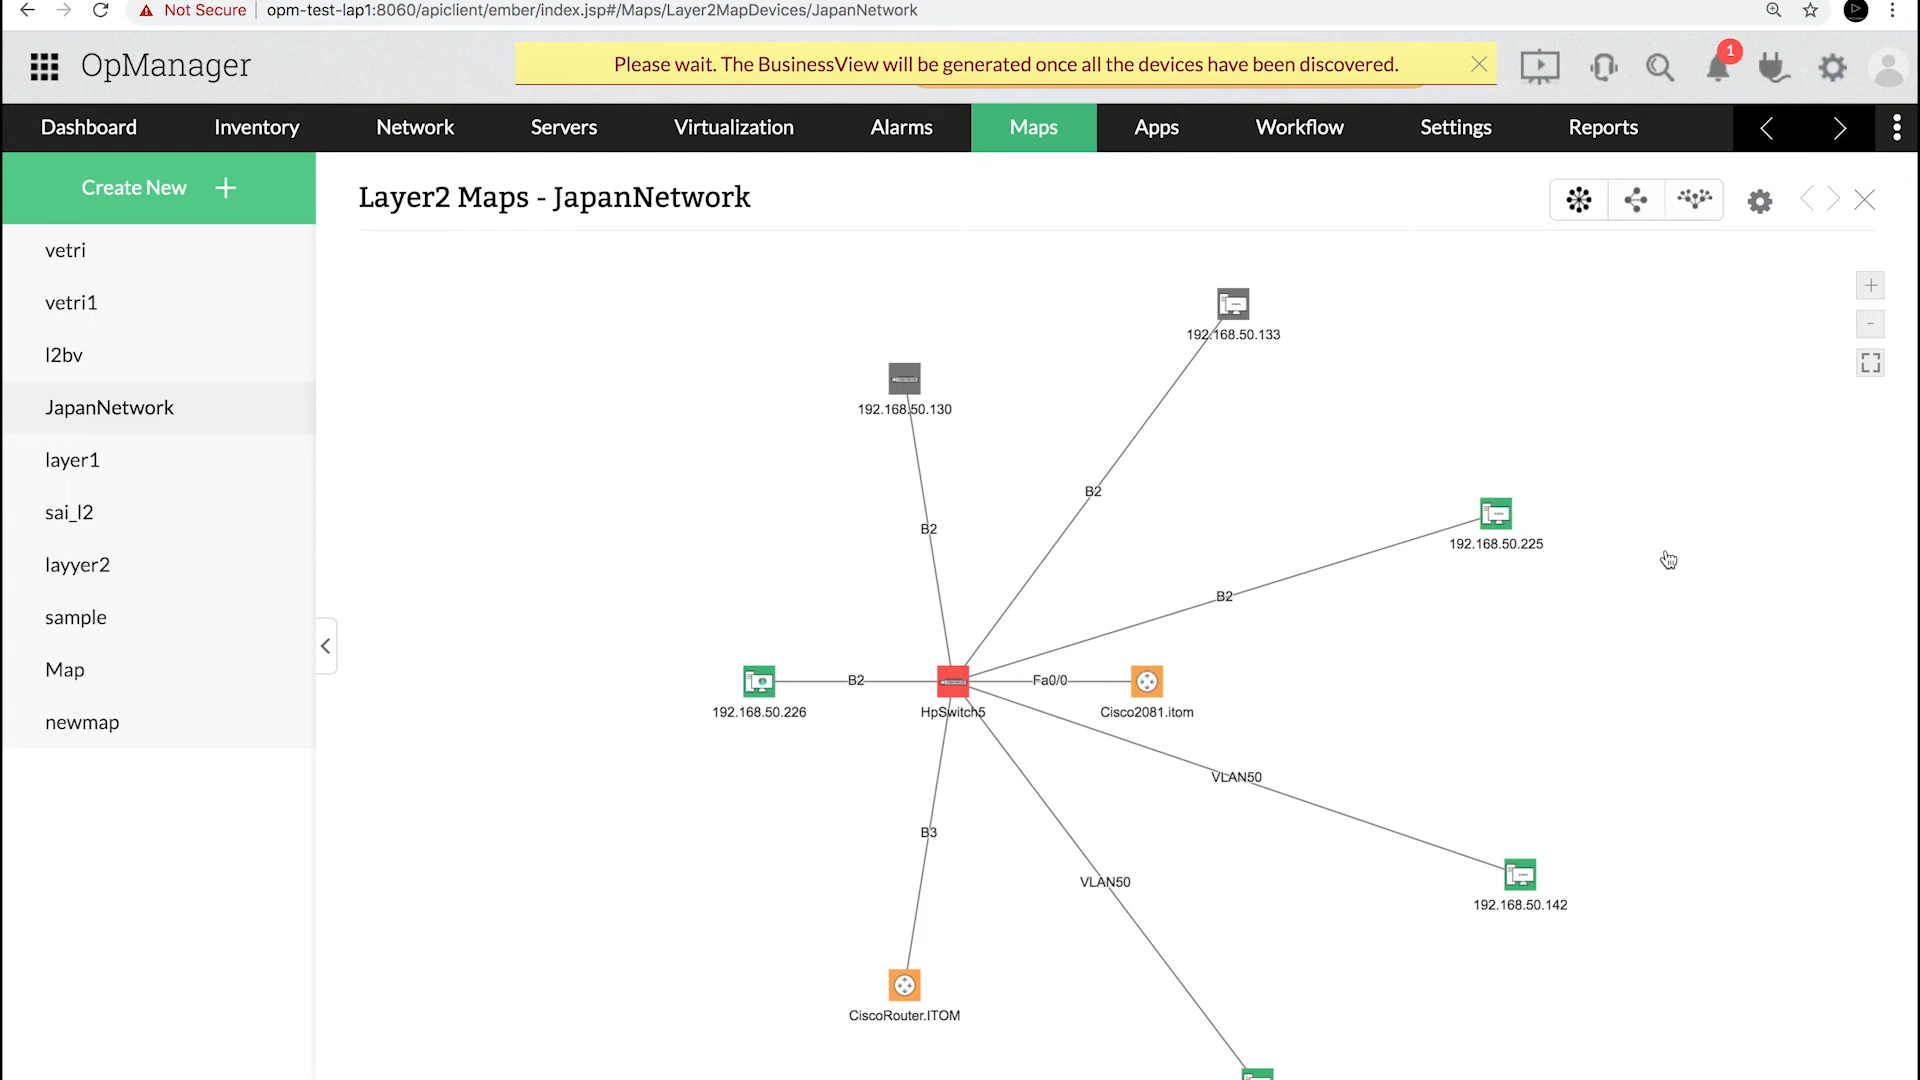 Not Secure
opm-test-lap1:8060/apiclient/ember/index.jsp#/Maps/Layer2MapDevices/JapanNetwork
OpManager
Please wait. The BusinessView will be generated once all the devices have been discovered.
1
Dashboard
Inventory
Network
Servers
Virtualization
Alarms
Maps
Apps
Workflow
Settings
Reports
Create New +
vetri
vetri1
l2bv
JapanNetwork
layer1
sai_l2
layyer2
sample
Map
newmap
Layer2 Maps - JapanNetwork
+
-
192.168.50.133
192.168.50.130
B2
B2
192.168.50.225
B2
192.168.50.226
B2
HpSwitch5
Fa0/0
Cisco2081.itom
VLAN50
B3
VLAN50
192.168.50.142
CiscoRouter.ITOM